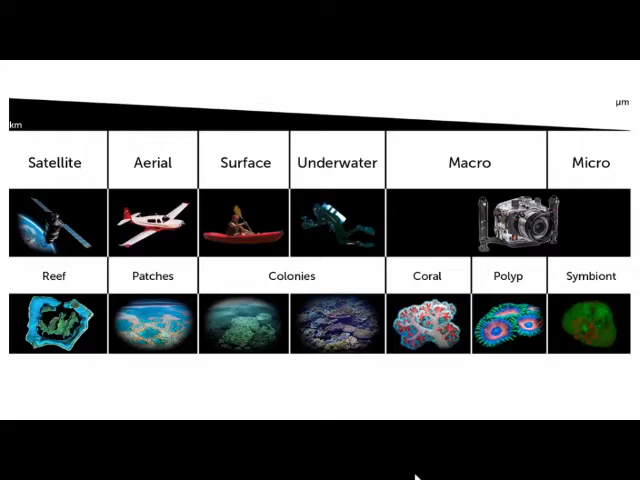 µm
km
Satellite Aerial Surface Underwater Macro Micro
Reef Patches Colonies Coral Polyp Symbiont